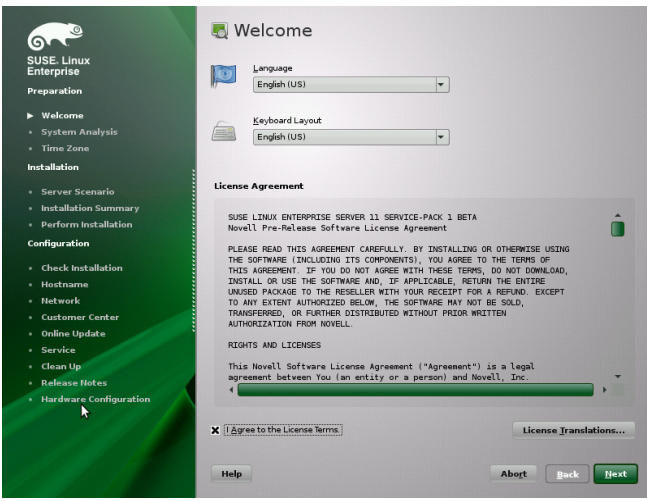 SUSE. Linux
Enterprise
Preparation
Welcome
System Analysis
Time Zone
Installation
Server Scenario
Installation Summary
Perform Installation
Configuration
Check Installation
Hostname
Network
Customer Center
Online Update
Service
Clean Up
Release Notes
Hardware Configuration
Welcome
Language
English (US)
Keyboard Layout
English (US)
License Agreement
SUSE LINUX ENTERPRISE SERVER 11 SERVICE-PACK 1 BETA
Novell Pre-Release Software License Agreement
PLEASE READ THIS AGREEMENT CAREFULLY. BY INSTALLING OR OTHERWISE USING
THE SOFTWARE (INCLUDING ITS COMPONENTS), YOU AGREE TO THE TERMS OF
THIS AGREEMENT. IF YOU DO NOT AGREE WITH THESE TERMS, DO NOT DOWNLOAD,
INSTALL OR USE THE SOFTWARE AND, IF APPLICABLE, RETURN THE ENTIRE
UNUSED PACKAGE TO THE RESELLER WITH YOUR RECEIPT FOR A REFUND. EXCEPT
TO ANY EXTENT AUTHORIZED BELOW, THE SOFTWARE MAY NOT BE SOLD,
TRANSFERRED, OR FURTHER DISTRIBUTED WITHOUT PRIOR WRITTEN
AUTHORIZATION FROM NOVELL.
RIGHTS AND LICENSES
This Novell Software License Agreement ("Agreement") is a legal
agreement between You (an entity or a person) and Novell, Inc.
I Agree to the License Terms.
License Translations...
Help
Abort
Back
Next